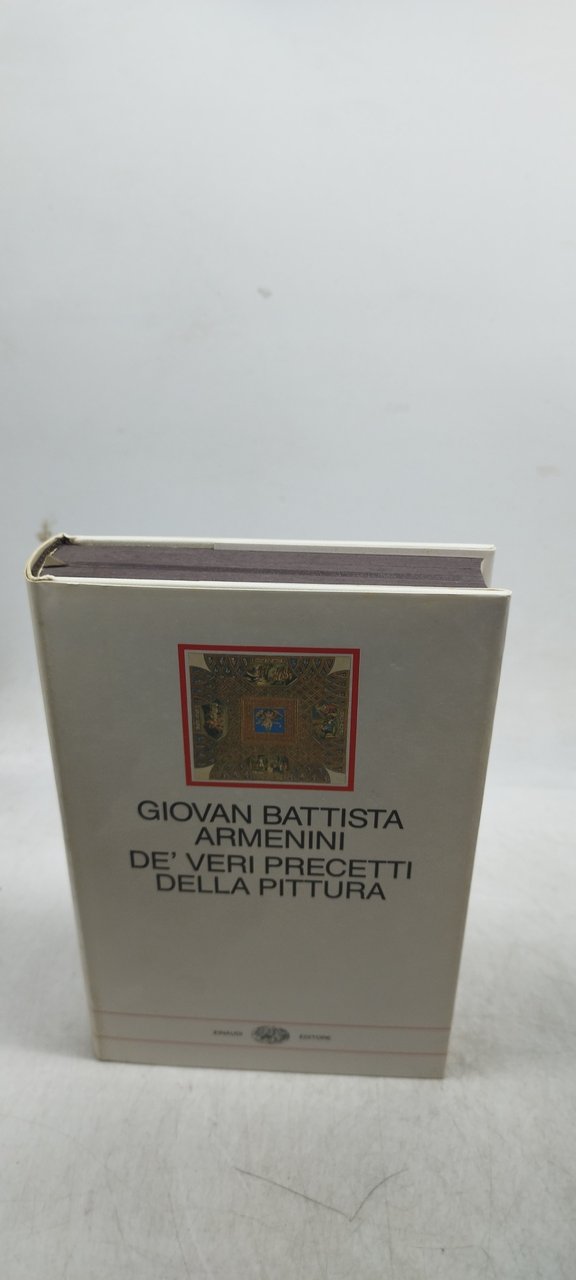 GIOVAN BATTISTA
ARMENINI
DE' VERI PRECETTI
DELLA PITTURA
EINAUDI EDITORE